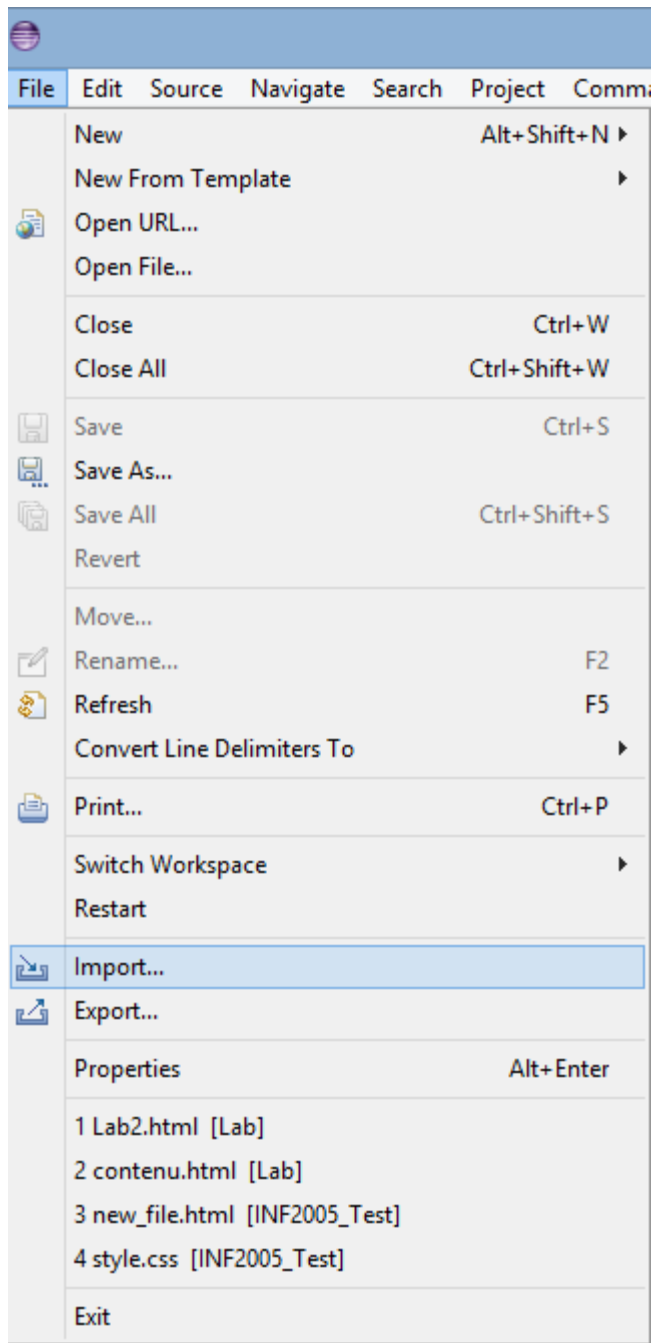 File Edit Source Navigate Search Project Comma
New Alt+Shift+N
New From Template
Open URL...
Open File...
Close Ctrl+W
Close All Ctrl+Shift+W
Save Ctrl+S
Save As...
Save All Ctrl+Shift+S
Revert
Move...
Rename... F2
Refresh F5
Convert Line Delimiters To
Print... Ctrl+P
Switch Workspace
Restart
Import...
Export...
Properties Alt+Enter
1 Lab2.html [Lab]
2 contenu.html [Lab]
3 new_file.html [INF2005_Test]
4 style.css [INF2005_Test]
Exit